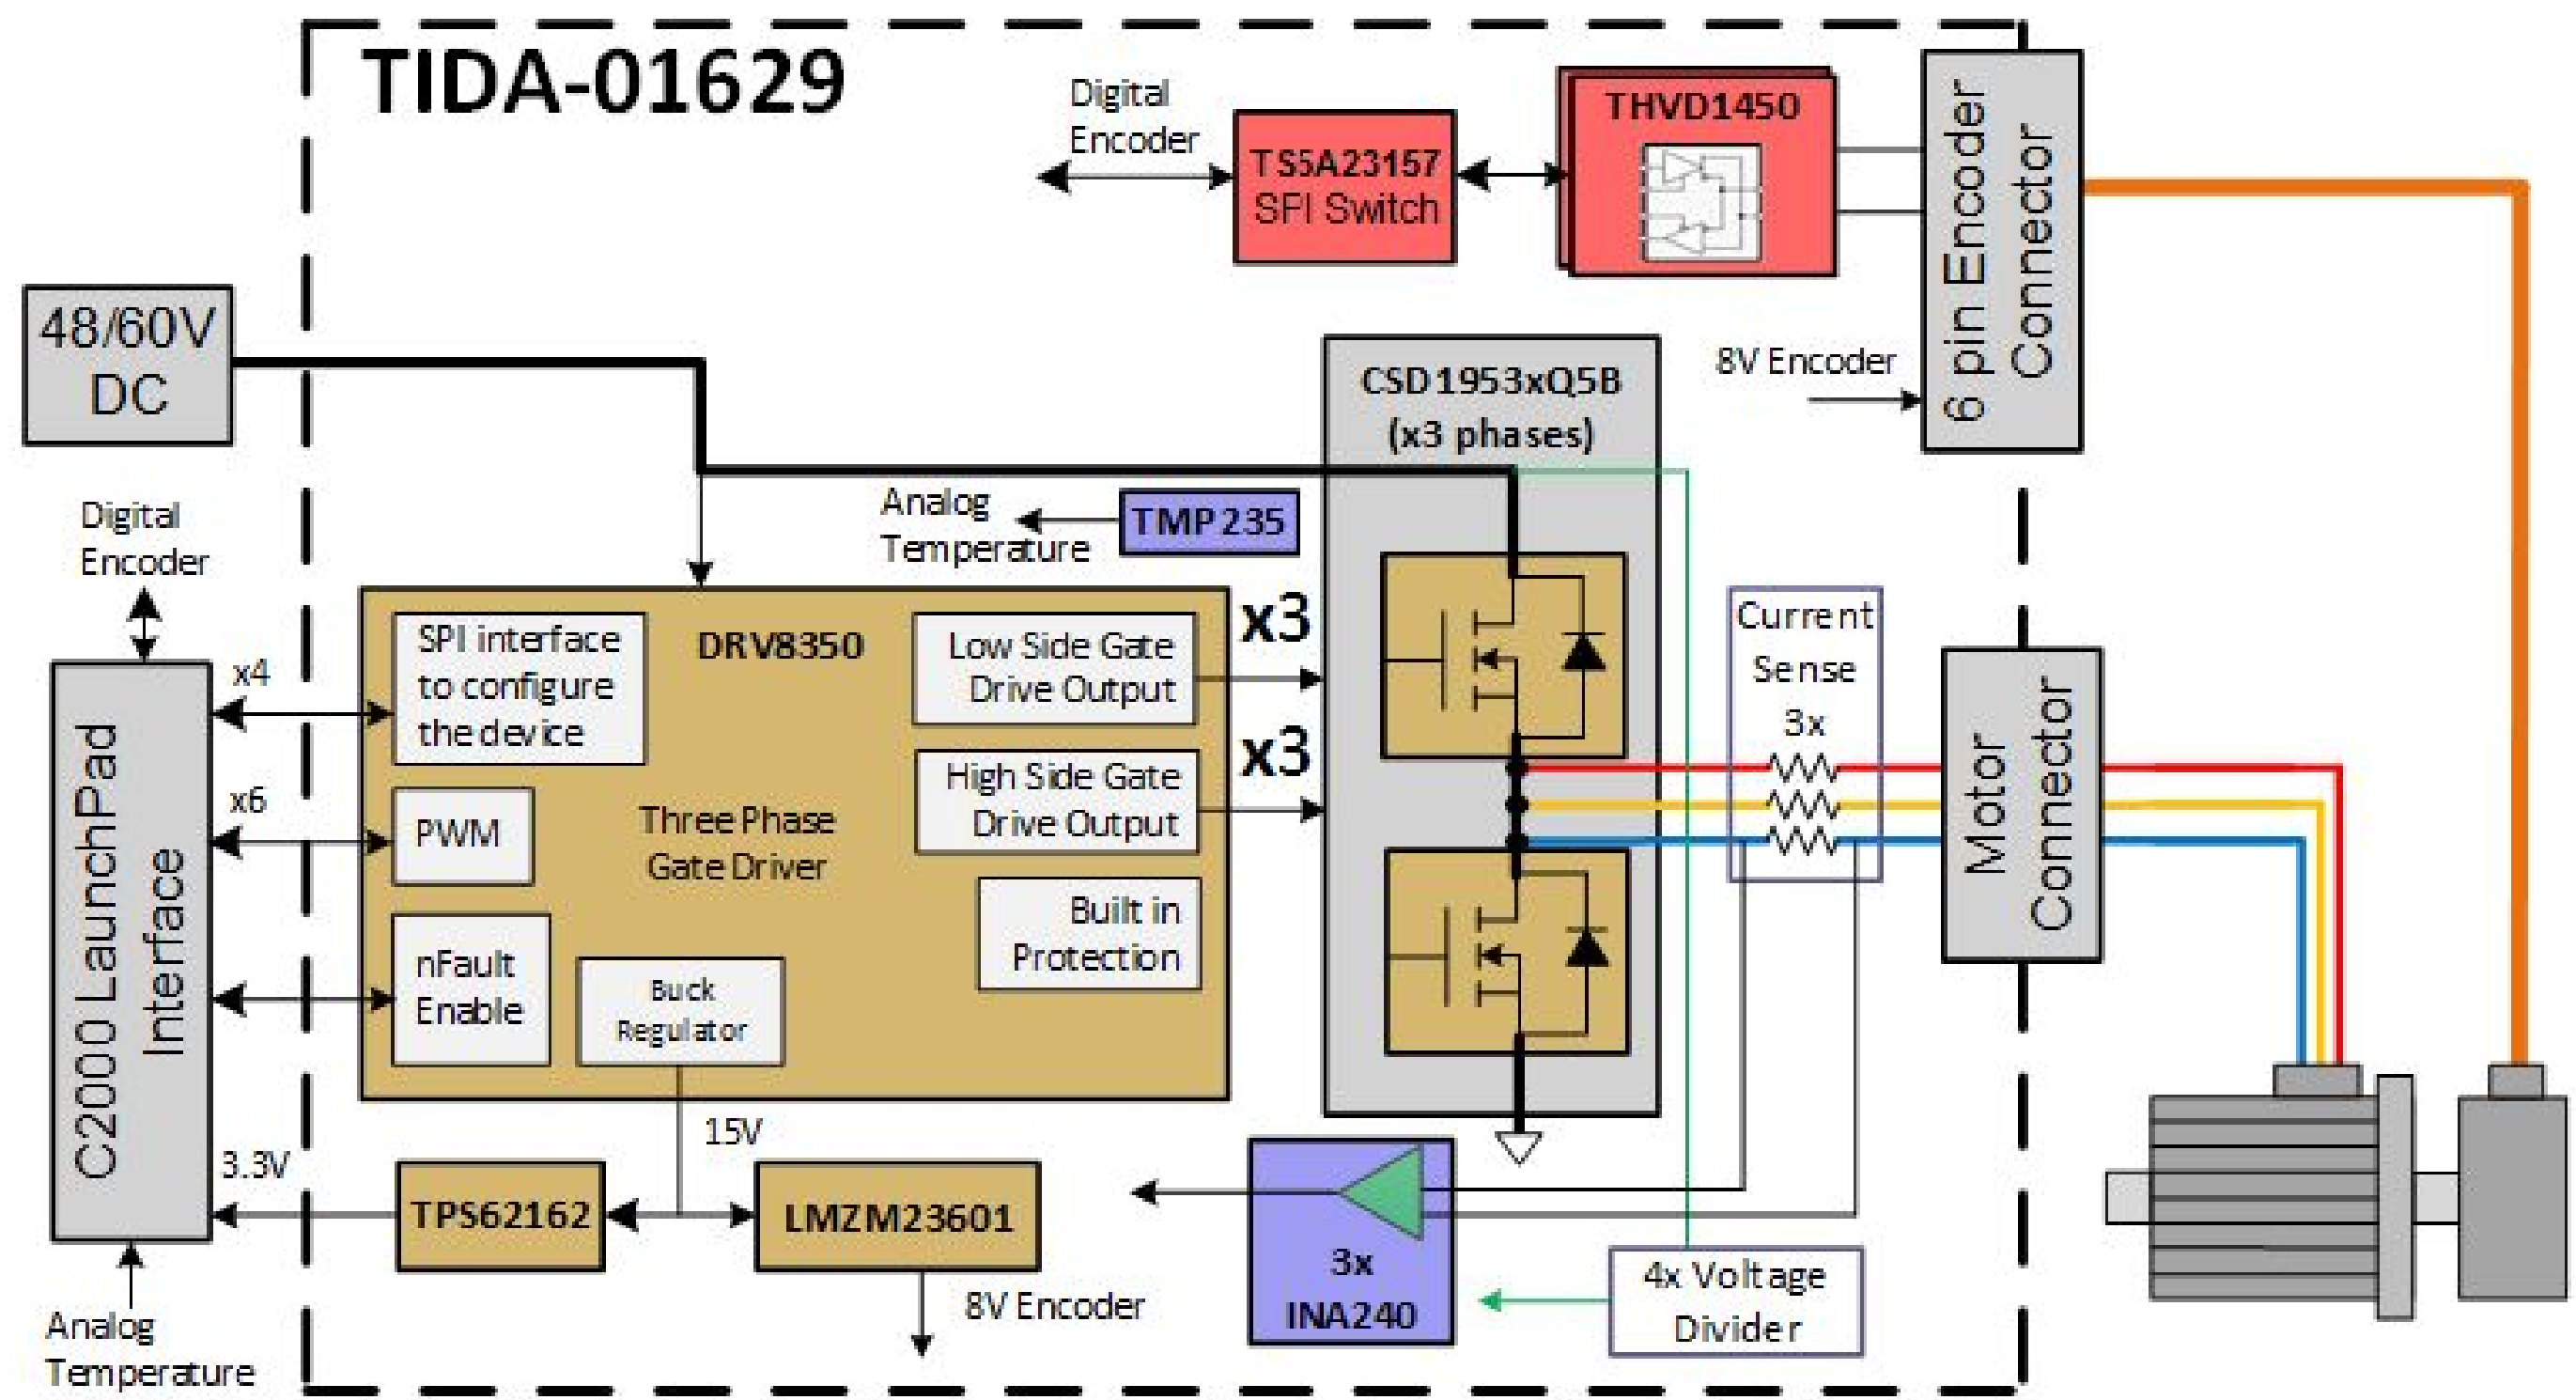 TIDA-01629
Digital
Encoder
TS5A23157
SPI Switch
THVD1450
6 pin Encoder
Connector
48/60V
DC
8V Encoder
CSD1953xQ5B
(x3 phases)
Analog
Temperature
TMP235
Digital
Encoder
C2000 LaunchPad
Interface
x4
x6
3.3V
Analog
Temperature
SPI interface
to configure
the device
DRV8350
Three Phase
Gate Driver
PWM
nFault
Enable
Buck
Regulator
Low Side Gate
Drive Output
High Side Gate
Drive Output
Built in
Protection
x3
x3
Current
Sense
3x
Motor
Connector
15V
TPS62162
LMZM23601
8V Encoder
3x
INA240
4x Voltage
Divider